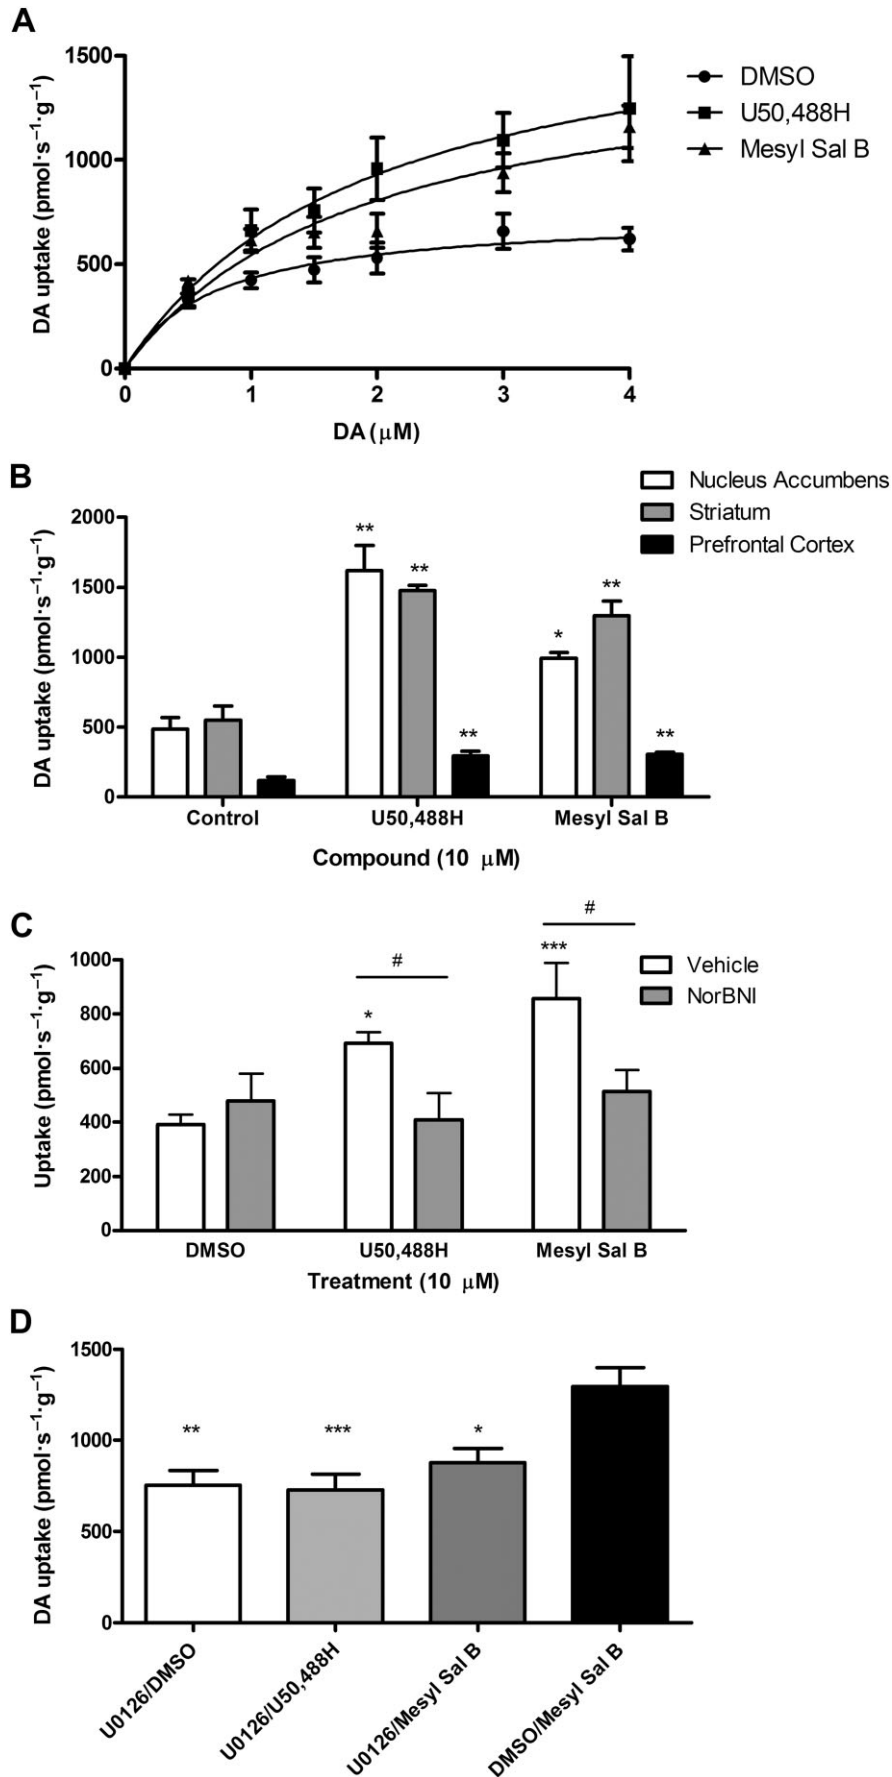 A
DA uptake (pmol·s⁻¹·g⁻¹)
1500
1000
500
0
0 1 2 3 4
DA (μM)
DMSO
U50,488H
Mesyl Sal B
B
DA uptake (pmol·s⁻¹·g⁻¹)
2000
1500
1000
500
0
** ** ** * ** **
Control U50,488H Mesyl Sal B
Compound (10 μM)
Nucleus Accumbens
Striatum
Prefrontal Cortex
C
Uptake (pmol·s⁻¹·g⁻¹)
1000
800
600
400
200
0
# #
* ***
DMSO U50,488H Mesyl Sal B
Treatment (10 μM)
Vehicle
NorBNI
D
DA uptake (pmol·s⁻¹·g⁻¹)
1500
1000
500
0
** *** *
U0126/DMSO
U0126/U50,488H
U0126/Mesyl Sal B
DMSO/Mesyl Sal B